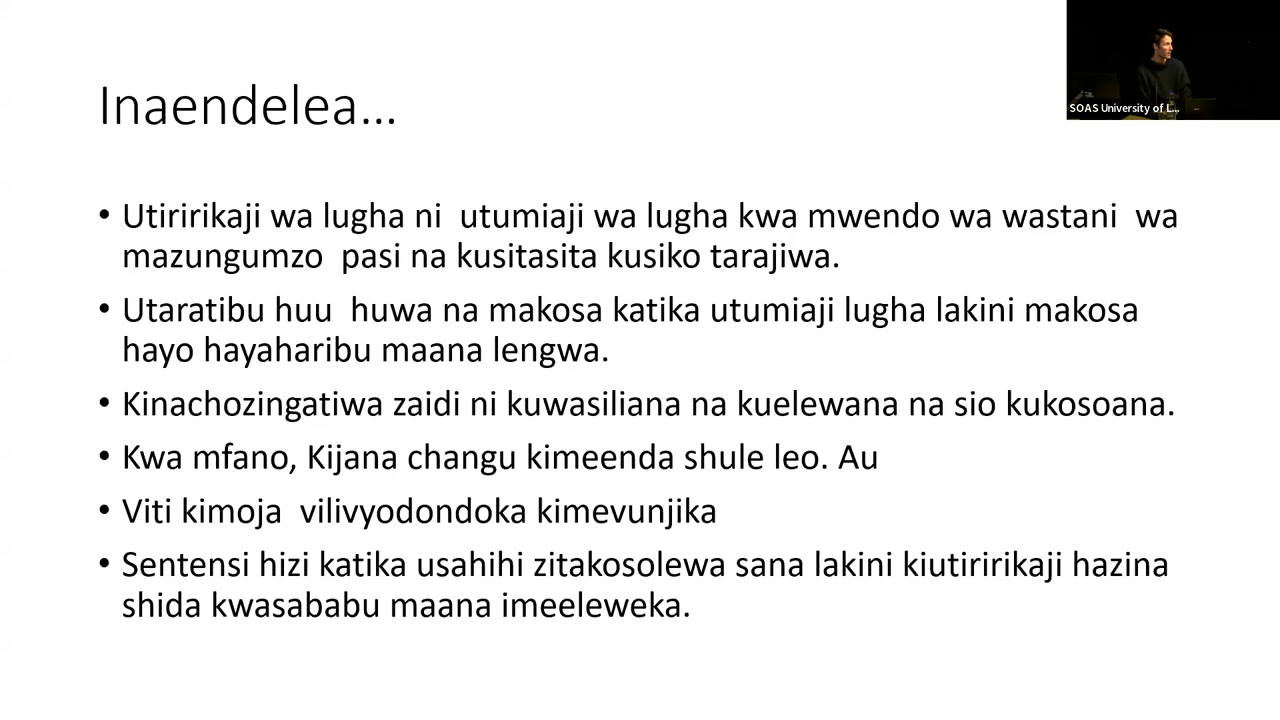 Inaendelea...
SOAS University of L...
• Utiririkaji wa lugha ni utumiaji wa lugha kwa mwendo wa wastani wa
mazungumzo pasi na kusitasita kusiko tarajiwa.
• Utaratibu huu huwa na makosa katika utumiaji lugha lakini makosa
hayo hayaharibu maana lengwa.
• Kinachozingatiwa zaidi ni kuwasiliana na kuelewana na sio kukosoana.
• Kwa mfano, Kijana changu kimeenda shule leo. Au
• Viti kimoja vilivyodondoka kimevunjika
• Sentensi hizi katika usahihi zitakosolewa sana lakini kiutiririkaji hazina
shida kwasababu maana imeeleweka.